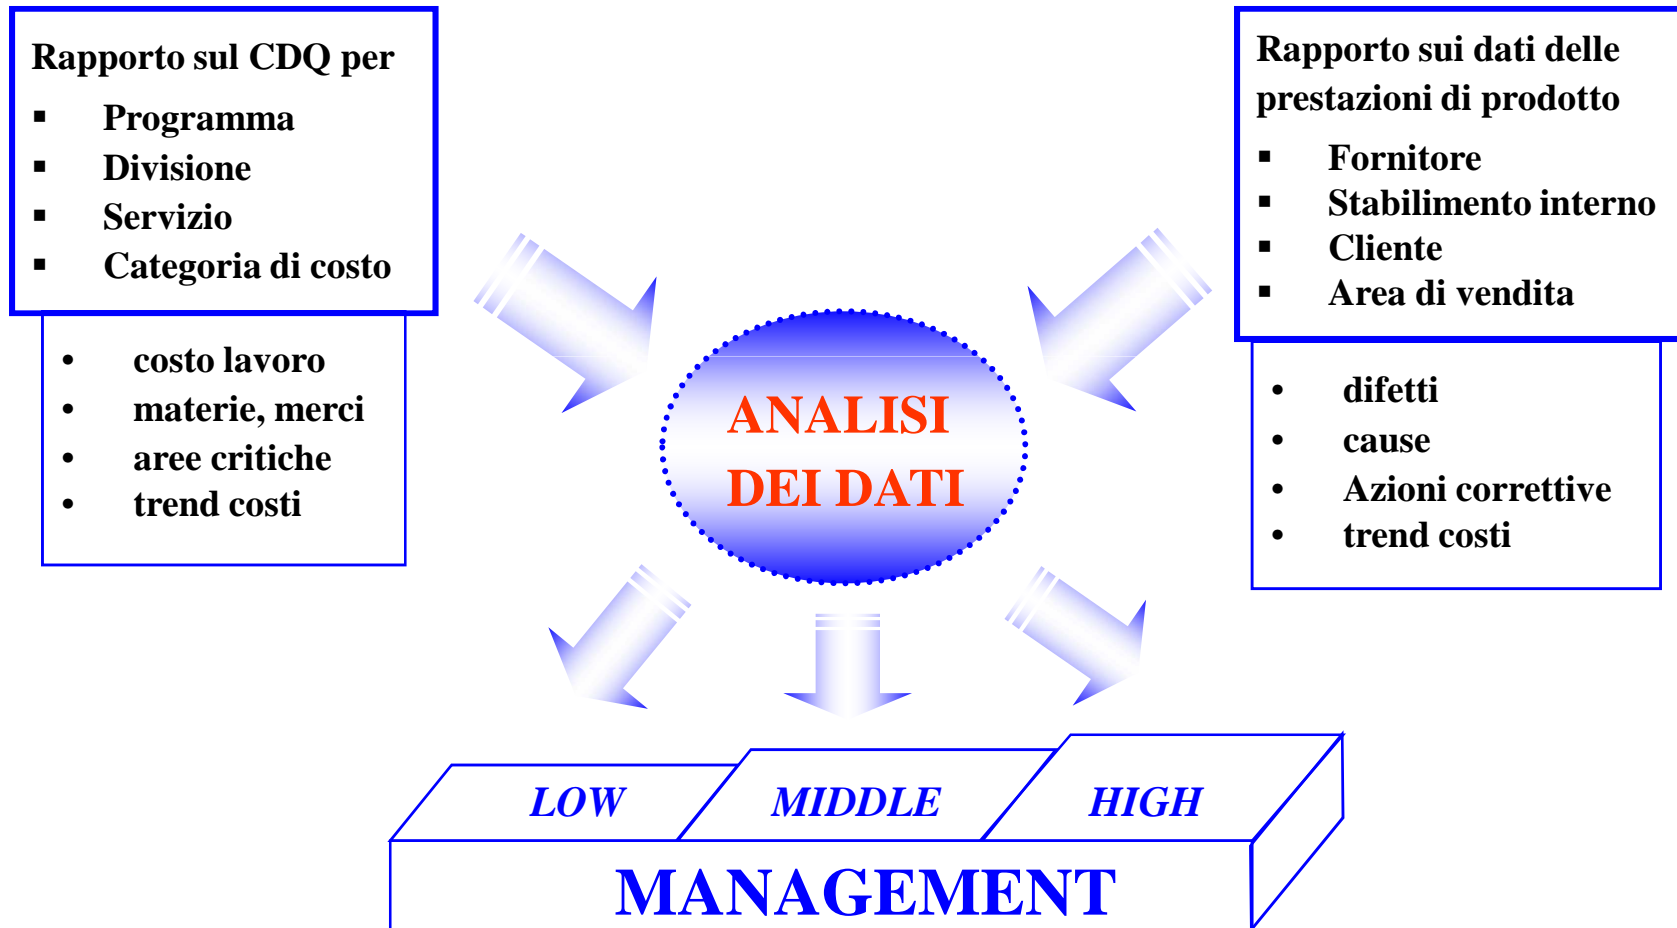 Rapporto sul CDQ per
▪ Programma
▪ Divisione
▪ Servizio
▪ Categoria di costo
• costo lavoro
• materie, merci
• aree critiche
• trend costi
Rapporto sui dati delle
prestazioni di prodotto
▪ Fornitore
▪ Stabilimento interno
▪ Cliente
▪ Area di vendita
• difetti
• cause
• Azioni correttive
• trend costi
ANALISI
DEI DATI
LOW MIDDLE HIGH
MANAGEMENT